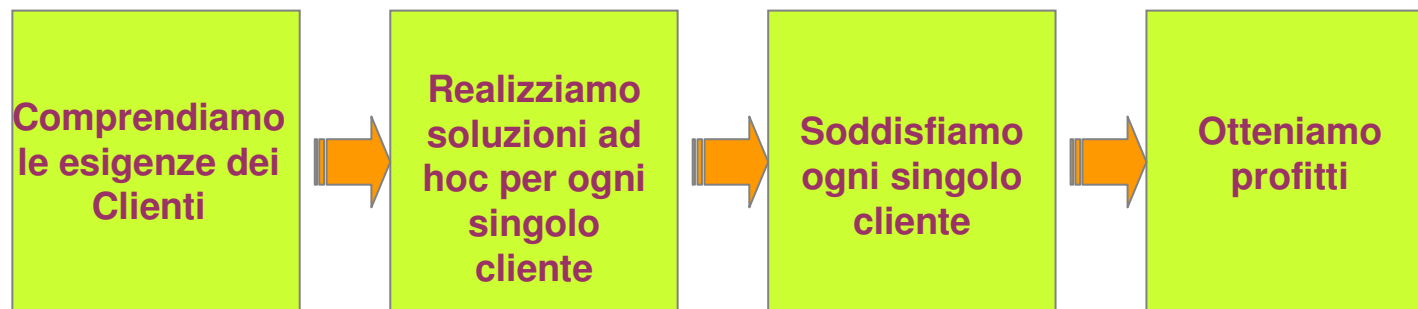 Comprendiamo
le esigenze dei
Clienti
Realizziamo
soluzioni ad
hoc per ogni
singolo
cliente
Soddisfiamo
ogni singolo
cliente
Otteniamo
profitti